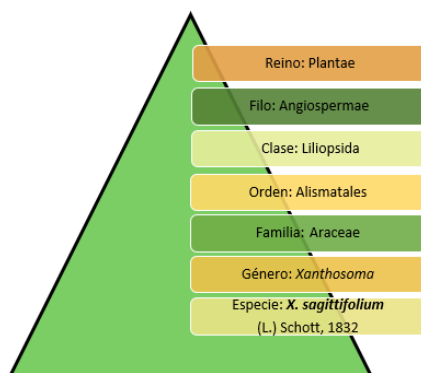 Reino: Plantae
Filo: Angiospermae
Clase: Liliopsida
Orden: Alismatales
Familia: Araceae
Género: Xanthosoma
Especie: X. sagittifolium
(L.) Schott, 1832